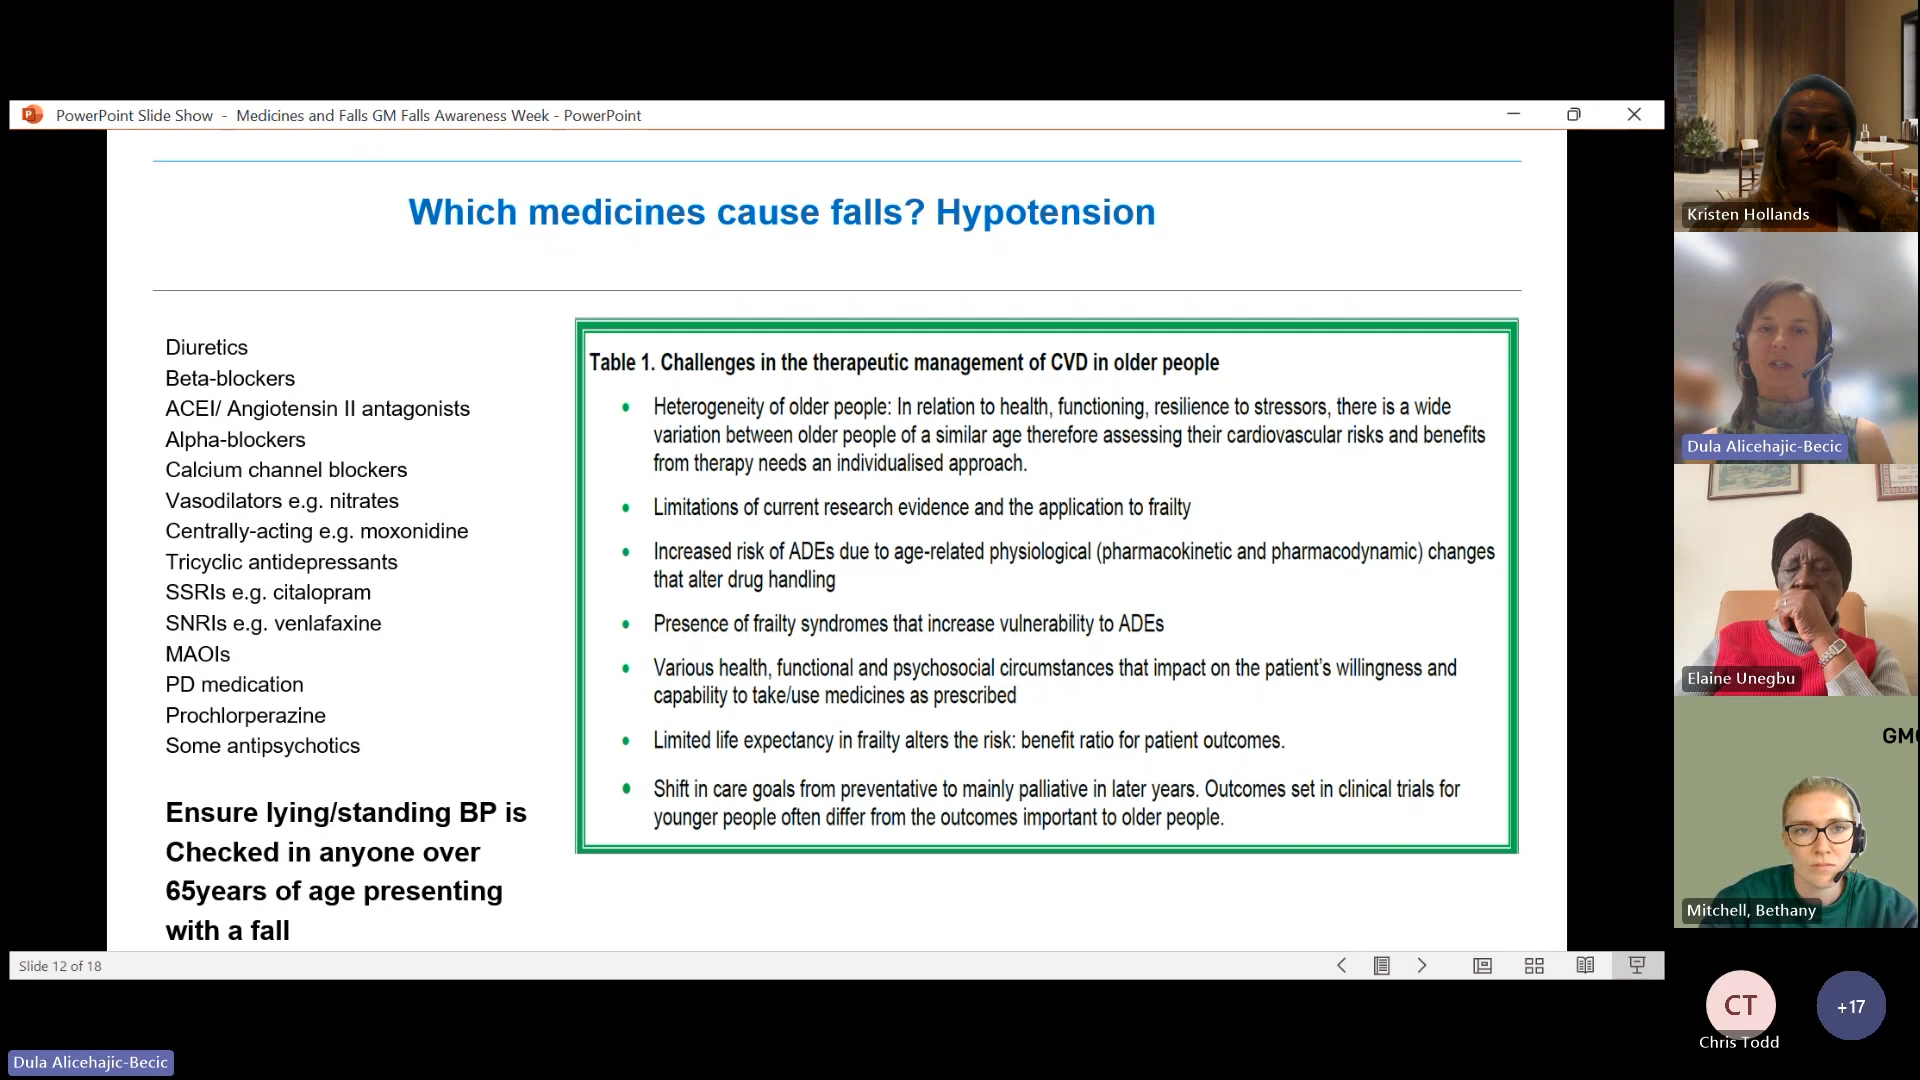 PowerPoint Slide Show - Medicines and Falls GM Falls Awareness Week - PowerPoint
Which medicines cause falls? Hypotension
Diuretics
Beta-blockers
ACEI/ Angiotensin II antagonists
Alpha-blockers
Calcium channel blockers
Vasodilators e.g. nitrates
Centrally-acting e.g. moxonidine
Tricyclic antidepressants
SSRIs e.g. citalopram
SNRIs e.g. venlafaxine
MAOIs
PD medication
Prochlorperazine
Some antipsychotics
Ensure lying/standing BP is
Checked in anyone over
65years of age presenting
with a fall
Table 1. Challenges in the therapeutic management of CVD in older people
• Heterogeneity of older people: In relation to health, functioning, resilience to stressors, there is a wide
variation between older people of a similar age therefore assessing their cardiovascular risks and benefits
from therapy needs an individualised approach.
• Limitations of current research evidence and the application to frailty
• Increased risk of ADEs due to age-related physiological (pharmacokinetic and pharmacodynamic) changes
that alter drug handling
• Presence of frailty syndromes that increase vulnerability to ADEs
• Various health, functional and psychosocial circumstances that impact on the patient's willingness and
capability to take/use medicines as prescribed
• Limited life expectancy in frailty alters the risk: benefit ratio for patient outcomes.
• Shift in care goals from preventative to mainly palliative in later years. Outcomes set in clinical trials for
younger people often differ from the outcomes important to older people.
Slide 12 of 18
Dula Alicehajic-Becic
Kristen Hollands
Dula Alicehajic-Becic
Elaine Unegbu
GM
Mitchell, Bethany
CT
+17
Chris Todd